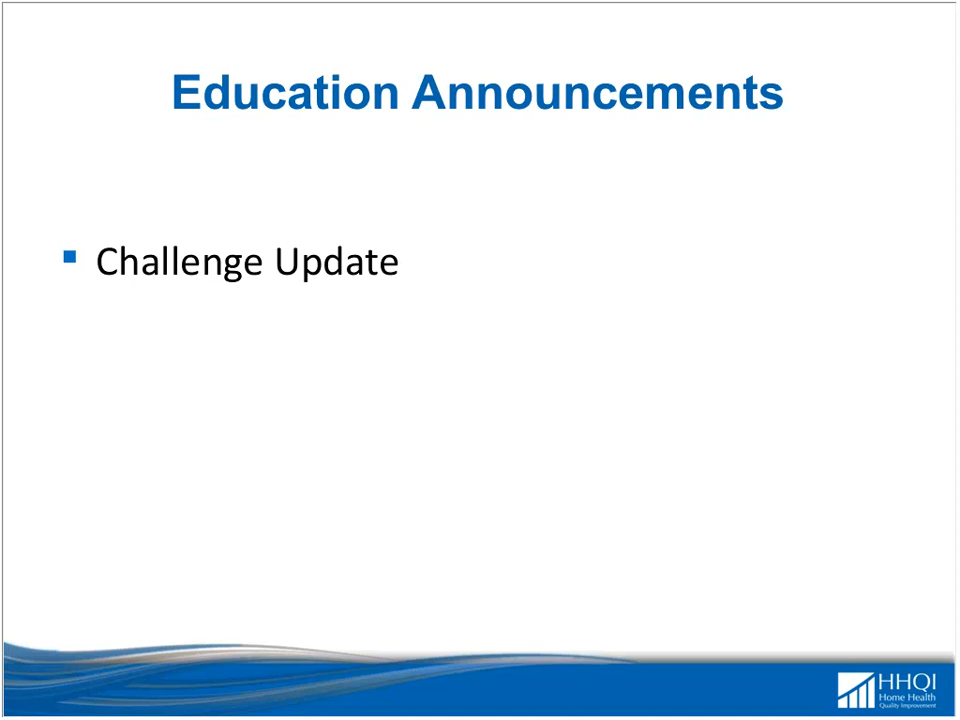 Education Announcements
Challenge Update
HHQI
Home Health
Quality Improvement